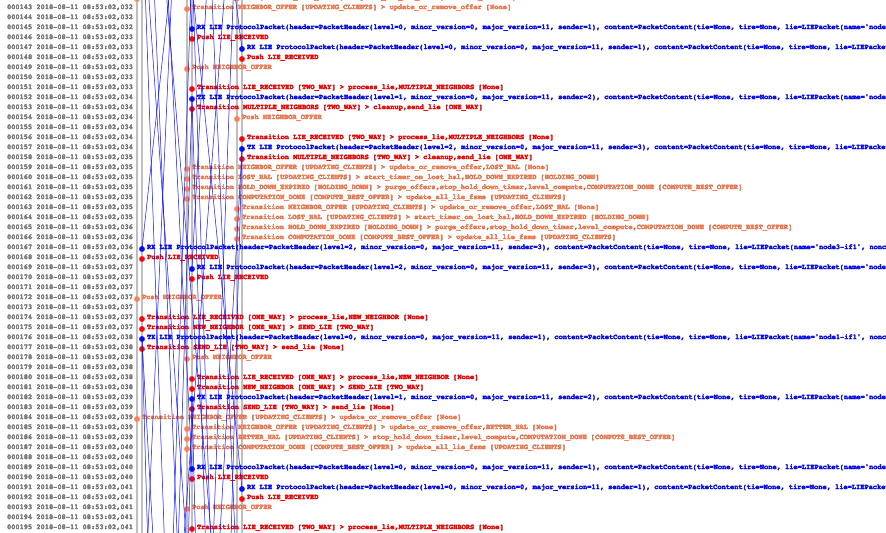 000143 2018-08-11 08:53:02,032 Transition NEIGHBOR_OFFER [UPDATING_CLIENTS] > update_or_remove_offer [None]
000144 2018-08-11 08:53:02,032
000145 2018-08-11 08:53:02,032 RX LIE ProtocolPacket(header=PacketHeader(level=0, minor_version=0, major_version=11, sender=1), content=PacketContent(tie=None, tire=None, lie=LIEPacket(name='node
000146 2018-08-11 08:53:02,033 Push LIE_RECEIVED
000147 2018-08-11 08:53:02,033 RX LIE ProtocolPacket(header=PacketHeader(level=0, minor_version=0, major_version=11, sender=1), content=PacketContent(tie=None, tire=None, lie=LIEPacke
000148 2018-08-11 08:53:02,033 Push LIE_RECEIVED
000149 2018-08-11 08:53:02,033 Push NEIGHBOR_OFFER
000150 2018-08-11 08:53:02,033
000151 2018-08-11 08:53:02,033 Transition LIE_RECEIVED [TWO_WAY] > process_lie,MULTIPLE_NEIGHBORS [None]
000152 2018-08-11 08:53:02,034 TX LIE ProtocolPacket(header=PacketHeader(level=1, minor_version=0, major_version=11, sender=2), content=PacketContent(tie=None, tire=None, lie=LIEPacket(name='node
000153 2018-08-11 08:53:02,034 Transition MULTIPLE_NEIGHBORS [TWO_WAY] > cleanup,send_lie [ONE_WAY]
000154 2018-08-11 08:53:02,034 Push NEIGHBOR_OFFER
000155 2018-08-11 08:53:02,034
000156 2018-08-11 08:53:02,034 Transition LIE_RECEIVED [TWO_WAY] > process_lie,MULTIPLE_NEIGHBORS [None]
000157 2018-08-11 08:53:02,034 TX LIE ProtocolPacket(header=PacketHeader(level=2, minor_version=0, major_version=11, sender=3), content=PacketContent(tie=None, tire=None, lie=LIEPacke
000158 2018-08-11 08:53:02,035 Transition MULTIPLE_NEIGHBORS [TWO_WAY] > cleanup,send_lie [ONE_WAY]
000159 2018-08-11 08:53:02,035 Transition NEIGHBOR_OFFER [UPDATING_CLIENTS] > update_or_remove_offer,LOST_HAL [None]
000160 2018-08-11 08:53:02,035 Transition LOST_HAL [UPDATING_CLIENTS] > start_timer_on_lost_hal,HOLD_DOWN_EXPIRED [HOLDING_DOWN]
000161 2018-08-11 08:53:02,035 Transition HOLD_DOWN_EXPIRED [HOLDING_DOWN] > purge_offers,stop_hold_down_timer,level_compute,COMPUTATION_DONE [COMPUTE_BEST_OFFER]
000162 2018-08-11 08:53:02,035 Transition COMPUTATION_DONE [COMPUTE_BEST_OFFER] > update_all_lie_fsms [UPDATING_CLIENTS]
000163 2018-08-11 08:53:02,035 Transition NEIGHBOR_OFFER [UPDATING_CLIENTS] > update_or_remove_offer,LOST_HAL [None]
000164 2018-08-11 08:53:02,035 Transition LOST_HAL [UPDATING_CLIENTS] > start_timer_on_lost_hal,HOLD_DOWN_EXPIRED [HOLDING_DOWN]
000165 2018-08-11 08:53:02,036 Transition HOLD_DOWN_EXPIRED [HOLDING_DOWN] > purge_offers,stop_hold_down_timer,level_compute,COMPUTATION_DONE [COMPUTE_BEST_OFFER]
000166 2018-08-11 08:53:02,036 Transition COMPUTATION_DONE [COMPUTE_BEST_OFFER] > update_all_lie_fsms [UPDATING_CLIENTS]
000167 2018-08-11 08:53:02,036 RX LIE ProtocolPacket(header=PacketHeader(level=2, minor_version=0, major_version=11, sender=3), content=PacketContent(tie=None, tire=None, lie=LIEPacket(name='node3-if1', nonc
000168 2018-08-11 08:53:02,036 Push LIE_RECEIVED
000169 2018-08-11 08:53:02,037 RX LIE ProtocolPacket(header=PacketHeader(level=2, minor_version=0, major_version=11, sender=3), content=PacketContent(tie=None, tire=None, lie=LIEPacket(name='node
000170 2018-08-11 08:53:02,037 Push LIE_RECEIVED
000171 2018-08-11 08:53:02,037
000172 2018-08-11 08:53:02,037 Push NEIGHBOR_OFFER
000173 2018-08-11 08:53:02,037
000174 2018-08-11 08:53:02,037 Transition LIE_RECEIVED [ONE_WAY] > process_lie,NEW_NEIGHBOR [None]
000175 2018-08-11 08:53:02,037 Transition NEW_NEIGHBOR [ONE_WAY] > SEND_LIE [TWO_WAY]
000176 2018-08-11 08:53:02,037 TX LIE ProtocolPacket(header=PacketHeader(level=0, minor_version=0, major_version=11, sender=1), content=PacketContent(tie=None, tire=None, lie=LIEPacket(name='node1-if1', nonc
000177 2018-08-11 08:53:02,038 Transition SEND_LIE [TWO_WAY] > send_lie [None]
000178 2018-08-11 08:53:02,038 Push NEIGHBOR_OFFER
000179 2018-08-11 08:53:02,038
000180 2018-08-11 08:53:02,038 Transition LIE_RECEIVED [ONE_WAY] > process_lie,NEW_NEIGHBOR [None]
000181 2018-08-11 08:53:02,038 Transition NEW_NEIGHBOR [ONE_WAY] > SEND_LIE [TWO_WAY]
000182 2018-08-11 08:53:02,039 TX LIE ProtocolPacket(header=PacketHeader(level=1, minor_version=0, major_version=11, sender=2), content=PacketContent(tie=None, tire=None, lie=LIEPacket(name='node
000183 2018-08-11 08:53:02,039 Transition SEND_LIE [TWO_WAY] > send_lie [None]
000184 2018-08-11 08:53:02,039 Transition NEIGHBOR_OFFER [UPDATING_CLIENTS] > update_or_remove_offer [None]
000185 2018-08-11 08:53:02,039 Transition NEIGHBOR_OFFER [UPDATING_CLIENTS] > update_or_remove_offer,BETTER_HAL [None]
000186 2018-08-11 08:53:02,039 Transition BETTER_HAL [UPDATING_CLIENTS] > stop_hold_down_timer,level_compute,COMPUTATION_DONE [COMPUTE_BEST_OFFER]
000187 2018-08-11 08:53:02,040 Transition COMPUTATION_DONE [COMPUTE_BEST_OFFER] > update_all_lie_fsms [UPDATING_CLIENTS]
000188 2018-08-11 08:53:02,040
000189 2018-08-11 08:53:02,040 RX LIE ProtocolPacket(header=PacketHeader(level=0, minor_version=0, major_version=11, sender=1), content=PacketContent(tie=None, tire=None, lie=LIEPacket(name='node
000190 2018-08-11 08:53:02,040 Push LIE_RECEIVED
000191 2018-08-11 08:53:02,041 RX LIE ProtocolPacket(header=PacketHeader(level=0, minor_version=0, major_version=11, sender=1), content=PacketContent(tie=None, tire=None, lie=LIEPacke
000192 2018-08-11 08:53:02,041 Push LIE_RECEIVED
000193 2018-08-11 08:53:02,041 Push NEIGHBOR_OFFER
000194 2018-08-11 08:53:02,041
000195 2018-08-11 08:53:02,041 Transition LIE_RECEIVED [TWO_WAY] > process_lie,MULTIPLE_NEIGHBORS [None]